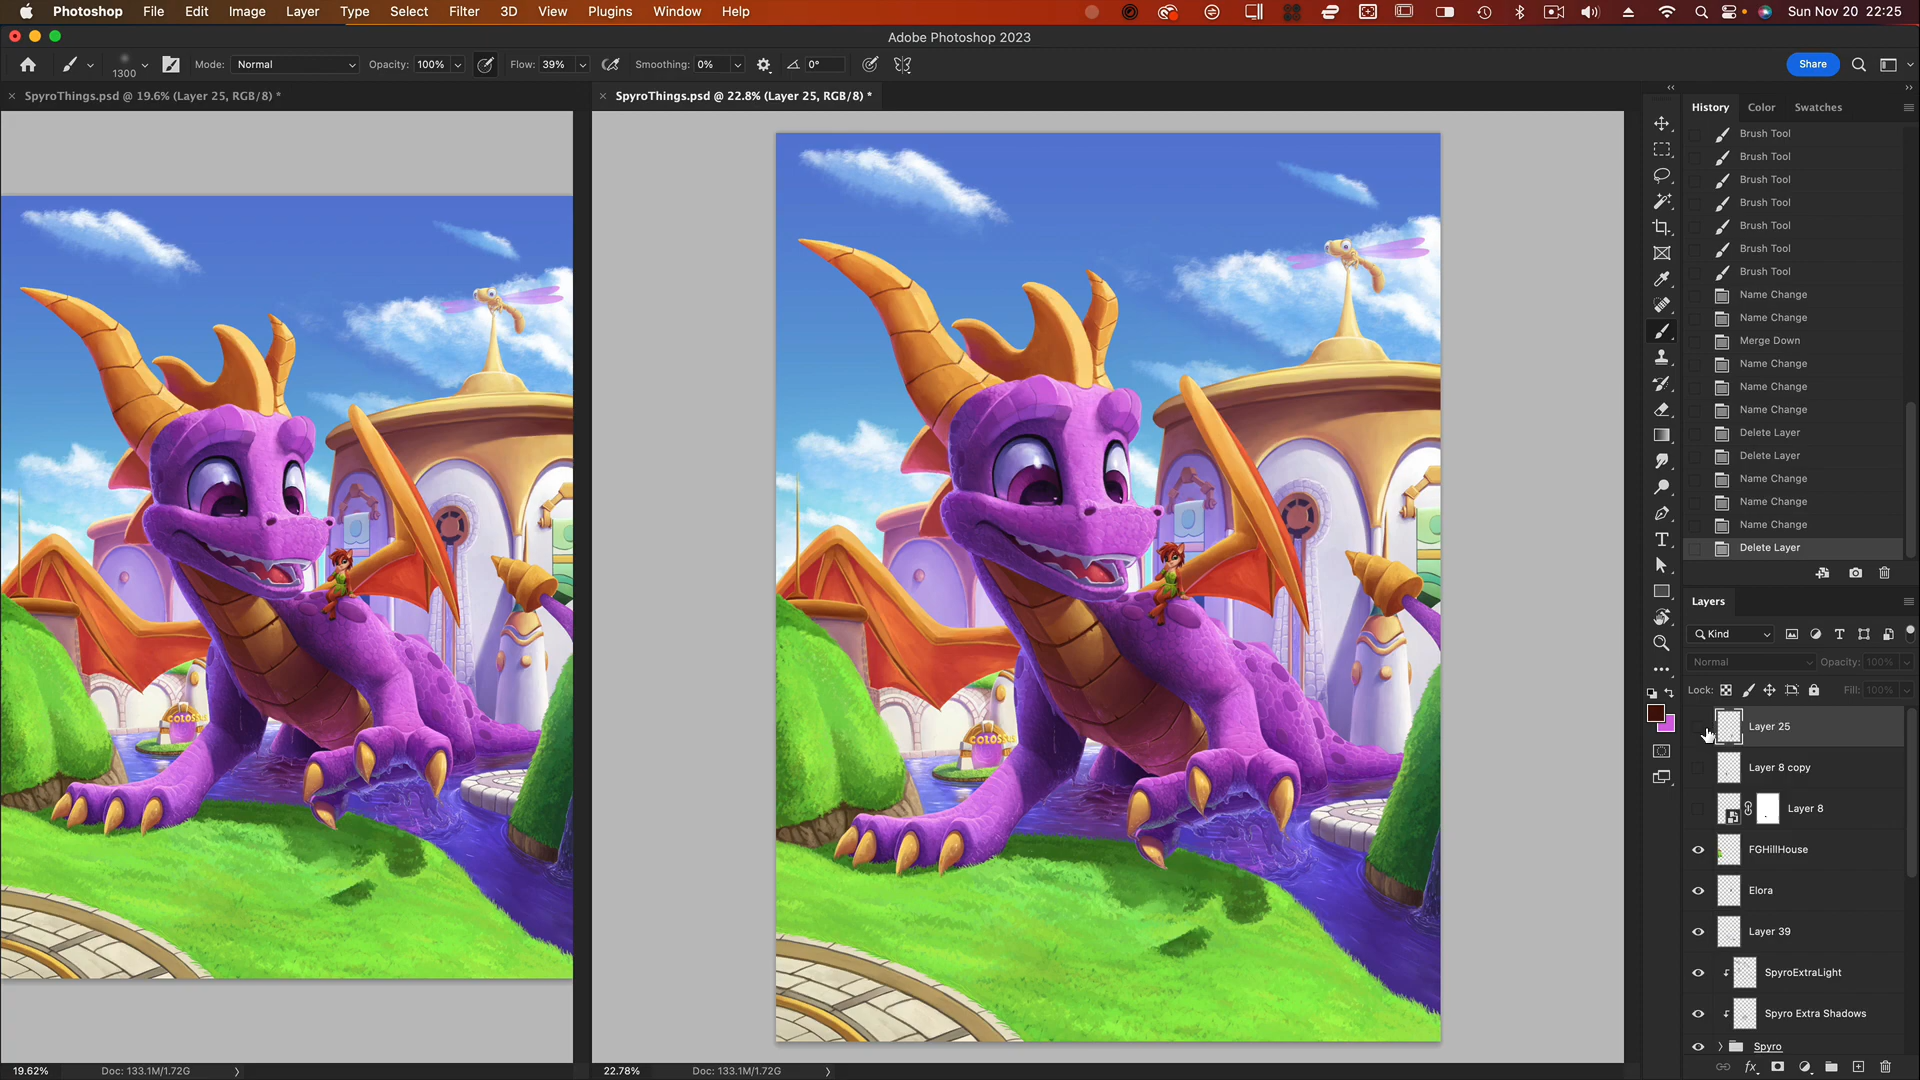 Photoshop File Edit Image Layer Type Select Filter 3D View Plugins Window Help Sun Nov 20 22:25
Adobe Photoshop 2023
1300 Mode: Normal Opacity: 100% Flow: 39% Smoothing: 0% 0° Share
SpyroThings.psd @ 19.6% (Layer 25, RGB/8) *
SpyroThings.psd @ 22.8% (Layer 25, RGB/8) *
History Color Swatches
Brush Tool
Brush Tool
Brush Tool
Brush Tool
Brush Tool
Brush Tool
Brush Tool
Name Change
Name Change
Merge Down
Name Change
Name Change
Name Change
Delete Layer
Delete Layer
Name Change
Name Change
Name Change
Delete Layer
Layers
Kind
Normal Opacity: 100%
Lock: Fill: 100%
Layer 25
Layer 8 copy
Layer 8
FGHillHouse
Elora
Layer 39
SpyroExtraLight
Spyro Extra Shadows
Spyro
19.62% Doc: 133.1M/1.72G
22.78% Doc: 133.1M/1.72G